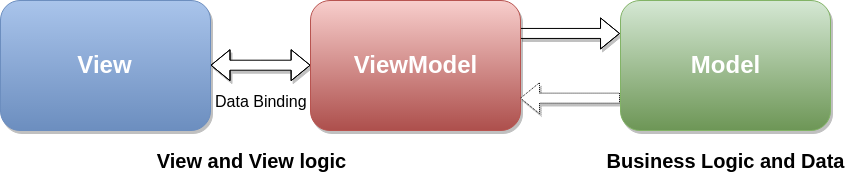 View
ViewModel
Model
Data Binding
View and View logic
Business Logic and Data